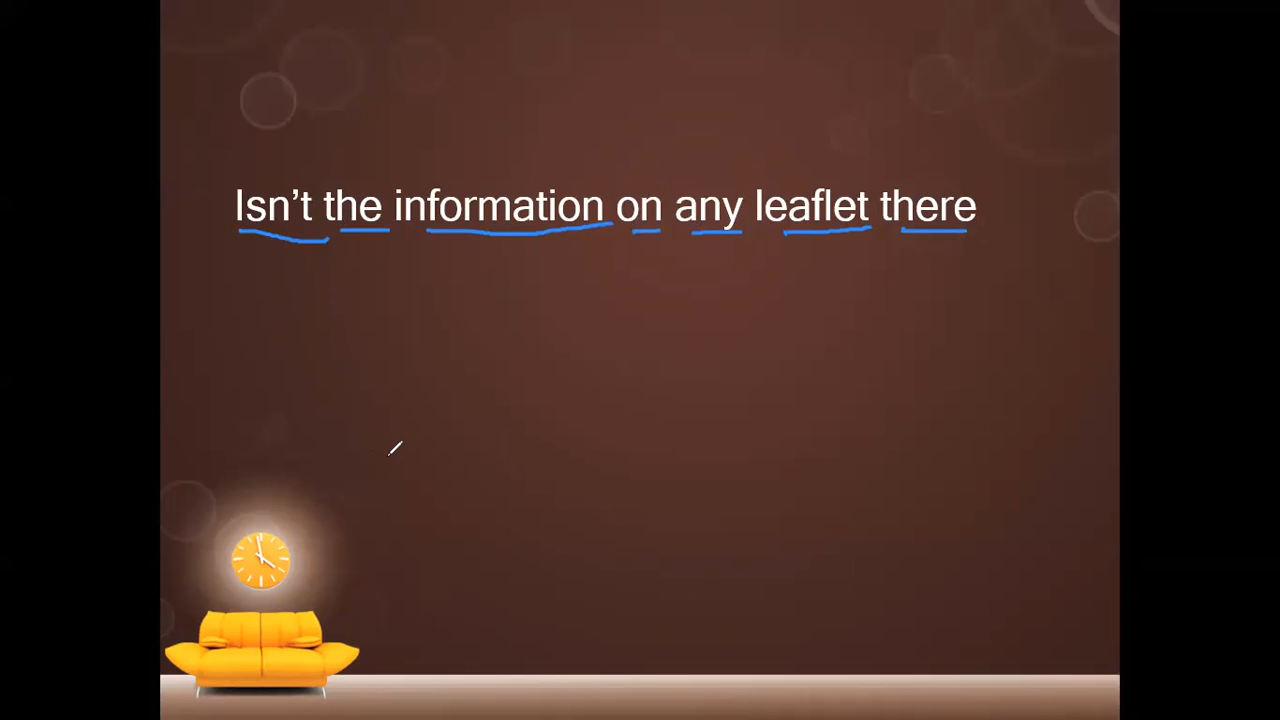 Isn’t the information on any leaflet there